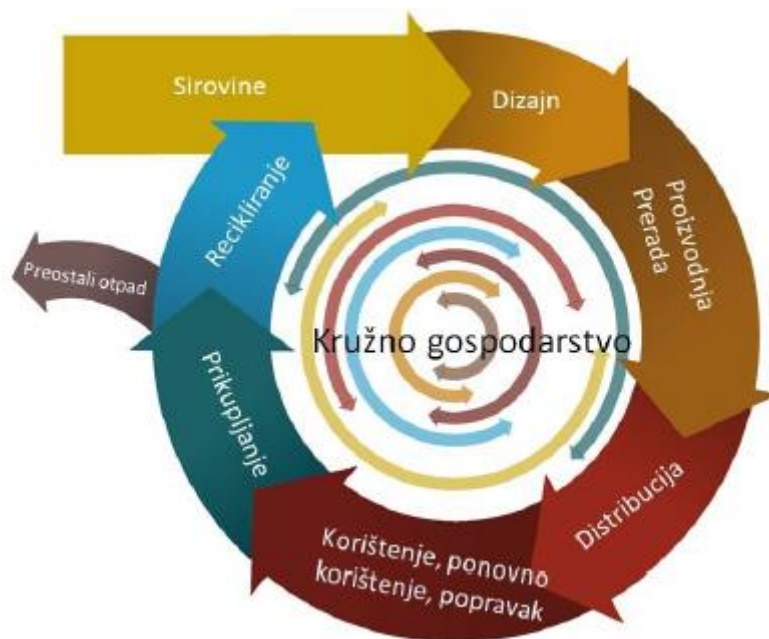 Sirovine
Dizajn
Proizvodnja
Prerada
Distribucija
Korištenje, ponovno
korištenje, popravak
Prikupljanje
Recikliranje
Preostali otpad
Kružno gospodarstvo